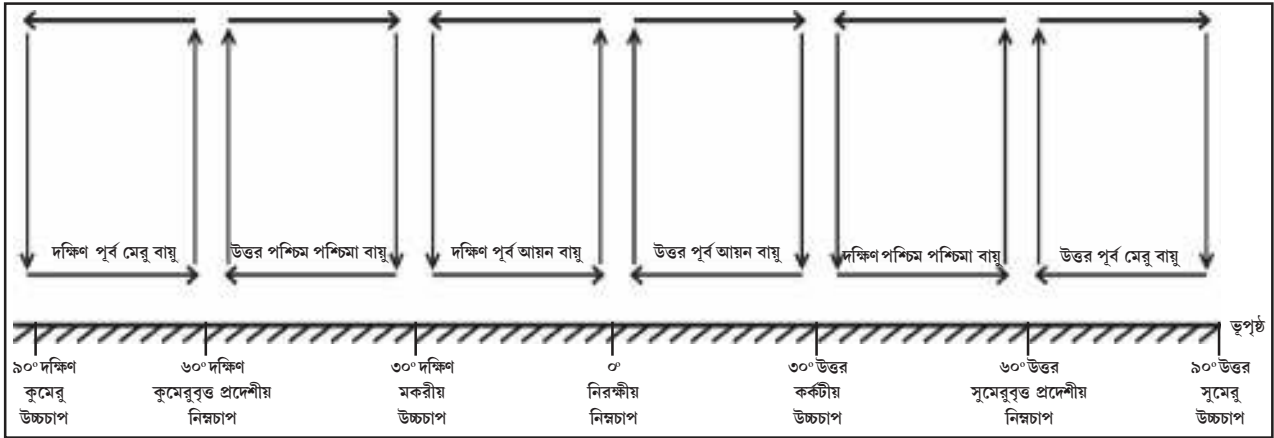 দক্ষিণ পূর্ব মেরু বায়ু উত্তর পশ্চিম পশ্চিমা বায়ু দক্ষিণ পূর্ব আয়ন বায়ু উত্তর পূর্ব আয়ন বায়ু দক্ষিণ পশ্চিম পশ্চিমা বায়ু উত্তর পূর্ব মেরু বায়ু
ভূপৃষ্ঠ
৯০° দক্ষিণ ৬০° দক্ষিণ ৩০° দক্ষিণ ০° ৩০° উত্তর ৬০° উত্তর ৯০° উত্তর
কুমেরু কুমেরুবৃত্ত প্রদেশীয় মকরীয় নিরক্ষীয় কর্কটীয় সুমেরুবৃত্ত প্রদেশীয় সুমেরু
উচ্চচাপ নিম্নচাপ উচ্চচাপ নিম্নচাপ উচ্চচাপ নিম্নচাপ উচ্চচাপ